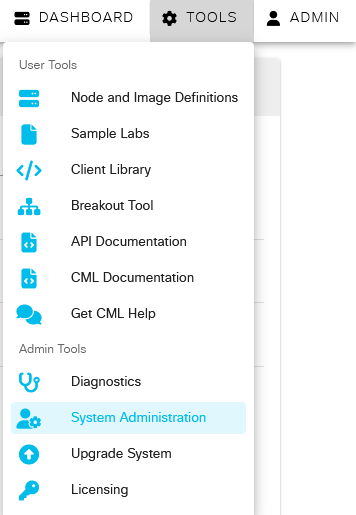 DASHBOARD TOOLS ADMIN
User Tools
Node and Image Definitions
Sample Labs
Client Library
Breakout Tool
API Documentation
CML Documentation
Get CML Help
Admin Tools
Diagnostics
System Administration
Upgrade System
Licensing